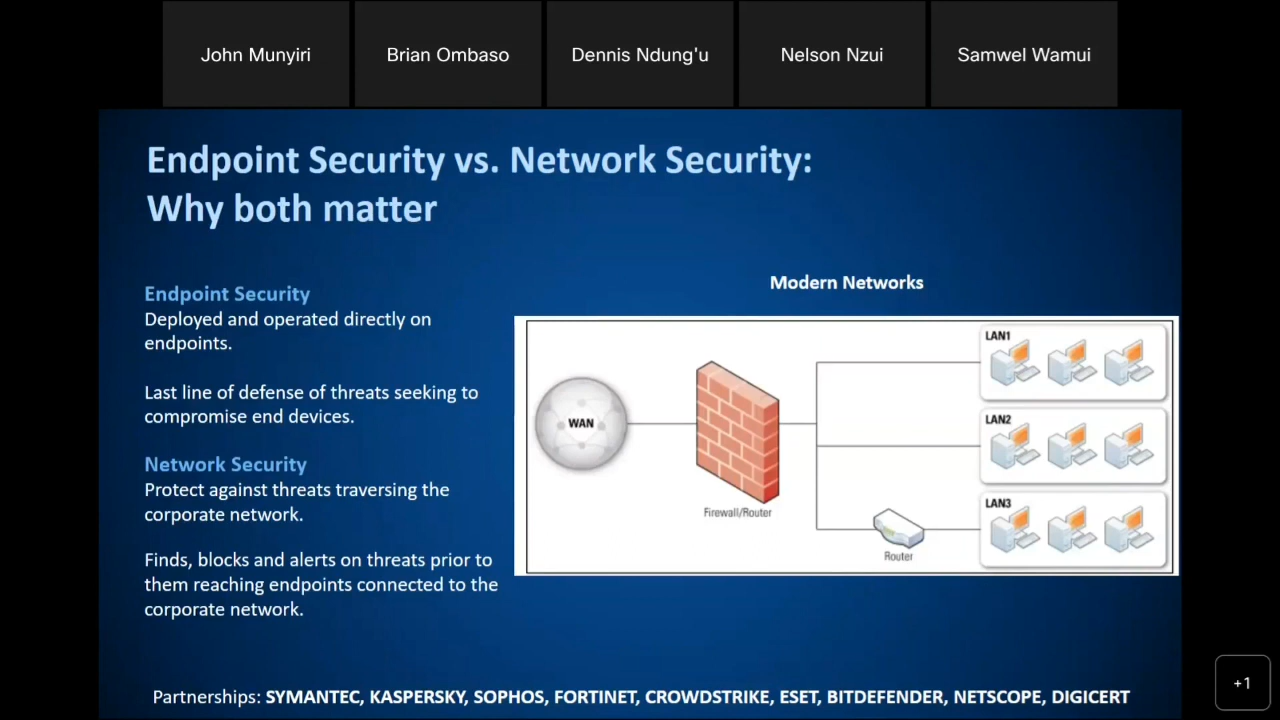 John Munyiri
Brian Ombaso
Dennis Ndung'u
Nelson Nzui
Samwel Wamui
Endpoint Security vs. Network Security:
Why both matter
Endpoint Security
Deployed and operated directly on
endpoints.
Last line of defense of threats seeking to
compromise end devices.
Network Security
Protect against threats traversing the
corporate network.
Finds, blocks and alerts on threats prior to
them reaching endpoints connected to the
corporate network.
Modern Networks
WAN
Firewall/Router
LAN1
LAN2
LAN3
Router
Partnerships: SYMANTEC, KASPERSKY, SOPHOS, FORTINET, CROWDSTRIKE, ESET, BITDEFENDER, NETSCOPE, DIGICERT
+1